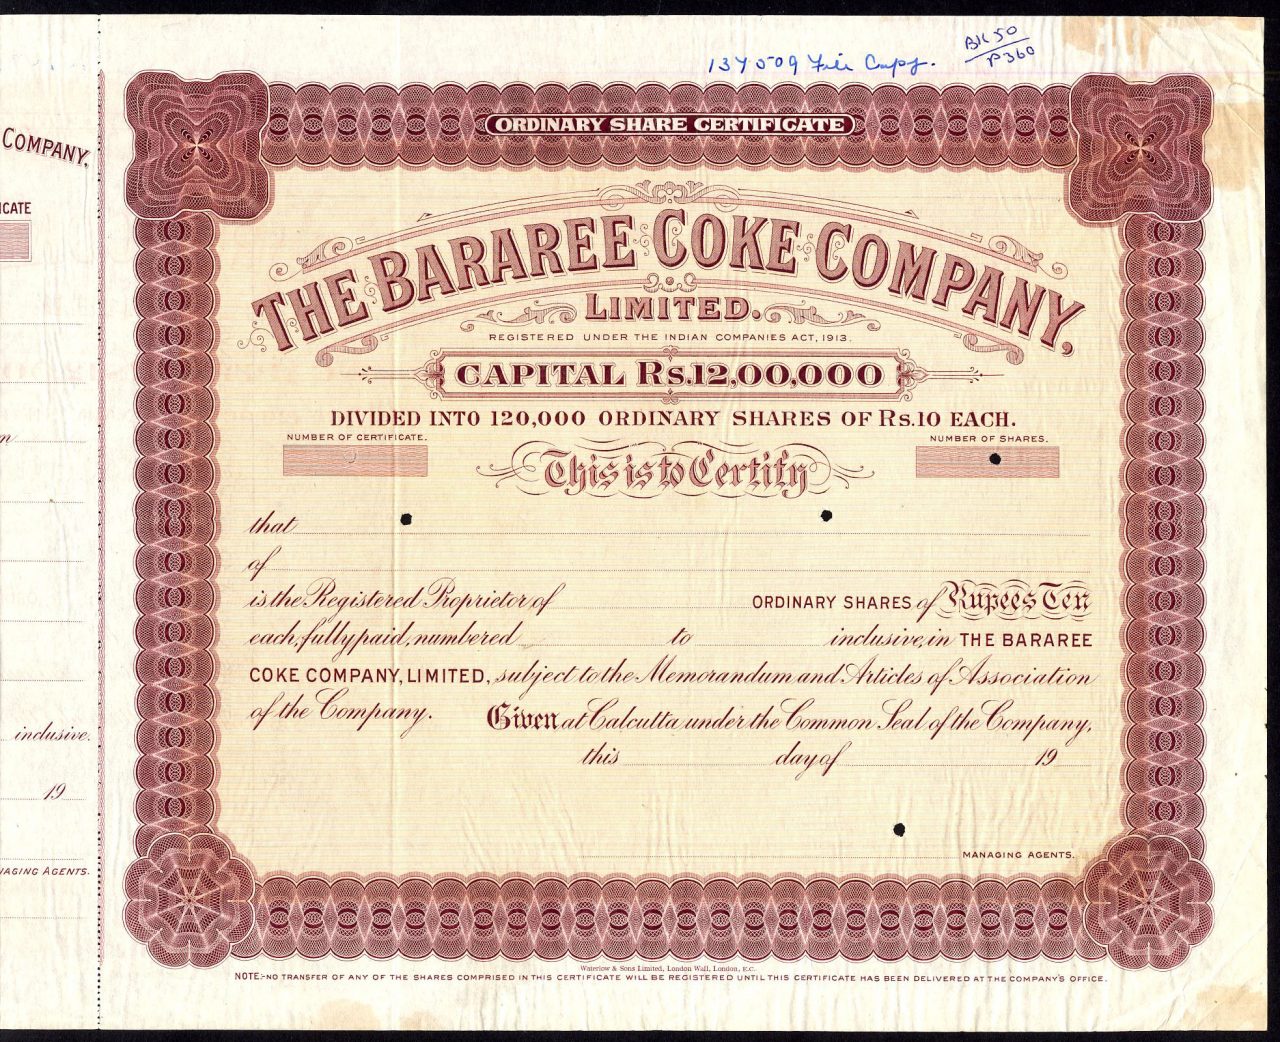 137509 File Copy.
BK 50
P360
COMPANY,
ICATE
inclusive.
19
NAGING AGENTS.
ORDINARY SHARE CERTIFICATE
THE BARAREE COKE COMPANY,
LIMITED.
REGISTERED UNDER THE INDIAN COMPANIES ACT, 1913.
CAPITAL Rs.12,00,000
DIVIDED INTO 120,000 ORDINARY SHARES OF Rs.10 EACH.
NUMBER OF CERTIFICATE. NUMBER OF SHARES.
This is to Certify
that
of
is the Registered Proprietor of ORDINARY SHARES of Rupees Ten
each, fully paid, numbered to inclusive, in THE BARAREE
COKE COMPANY, LIMITED, subject to the Memorandum and Articles of Association
of the Company. Given at Calcutta under the Common Seal of the Company,
this day of 19
MANAGING AGENTS.
Waterlow & Sons Limited, London Wall, London, E.C.
NOTE:-NO TRANSFER OF ANY OF THE SHARES COMPRISED IN THIS CERTIFICATE WILL BE REGISTERED UNTIL THIS CERTIFICATE HAS BEEN DELIVERED AT THE COMPANY'S OFFICE.